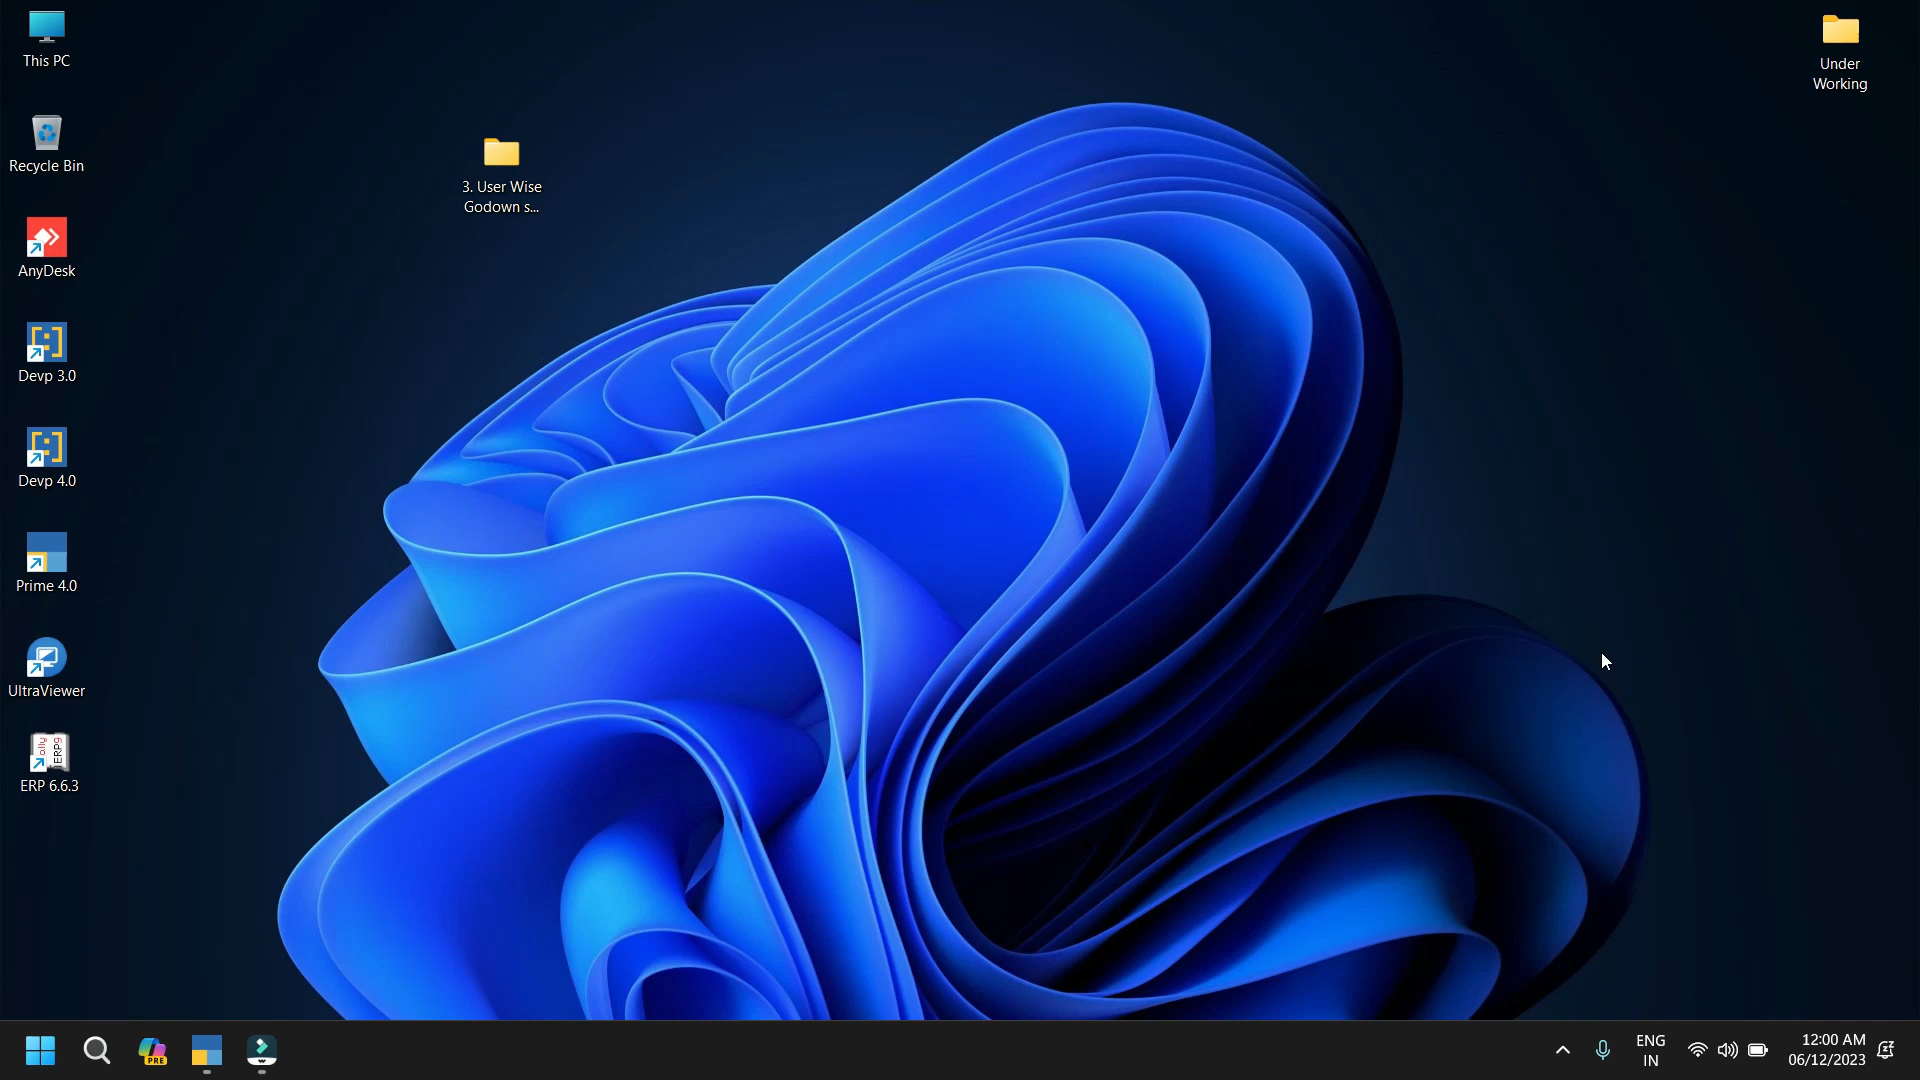 This PC
Recycle Bin
AnyDesk
Devp 3.0
Devp 4.0
Prime 4.0
UltraViewer
ERP 6.6.3
3. User Wise
Godown s...
Under
Working
PRE
ENG
IN
12:00 AM
06/12/2023